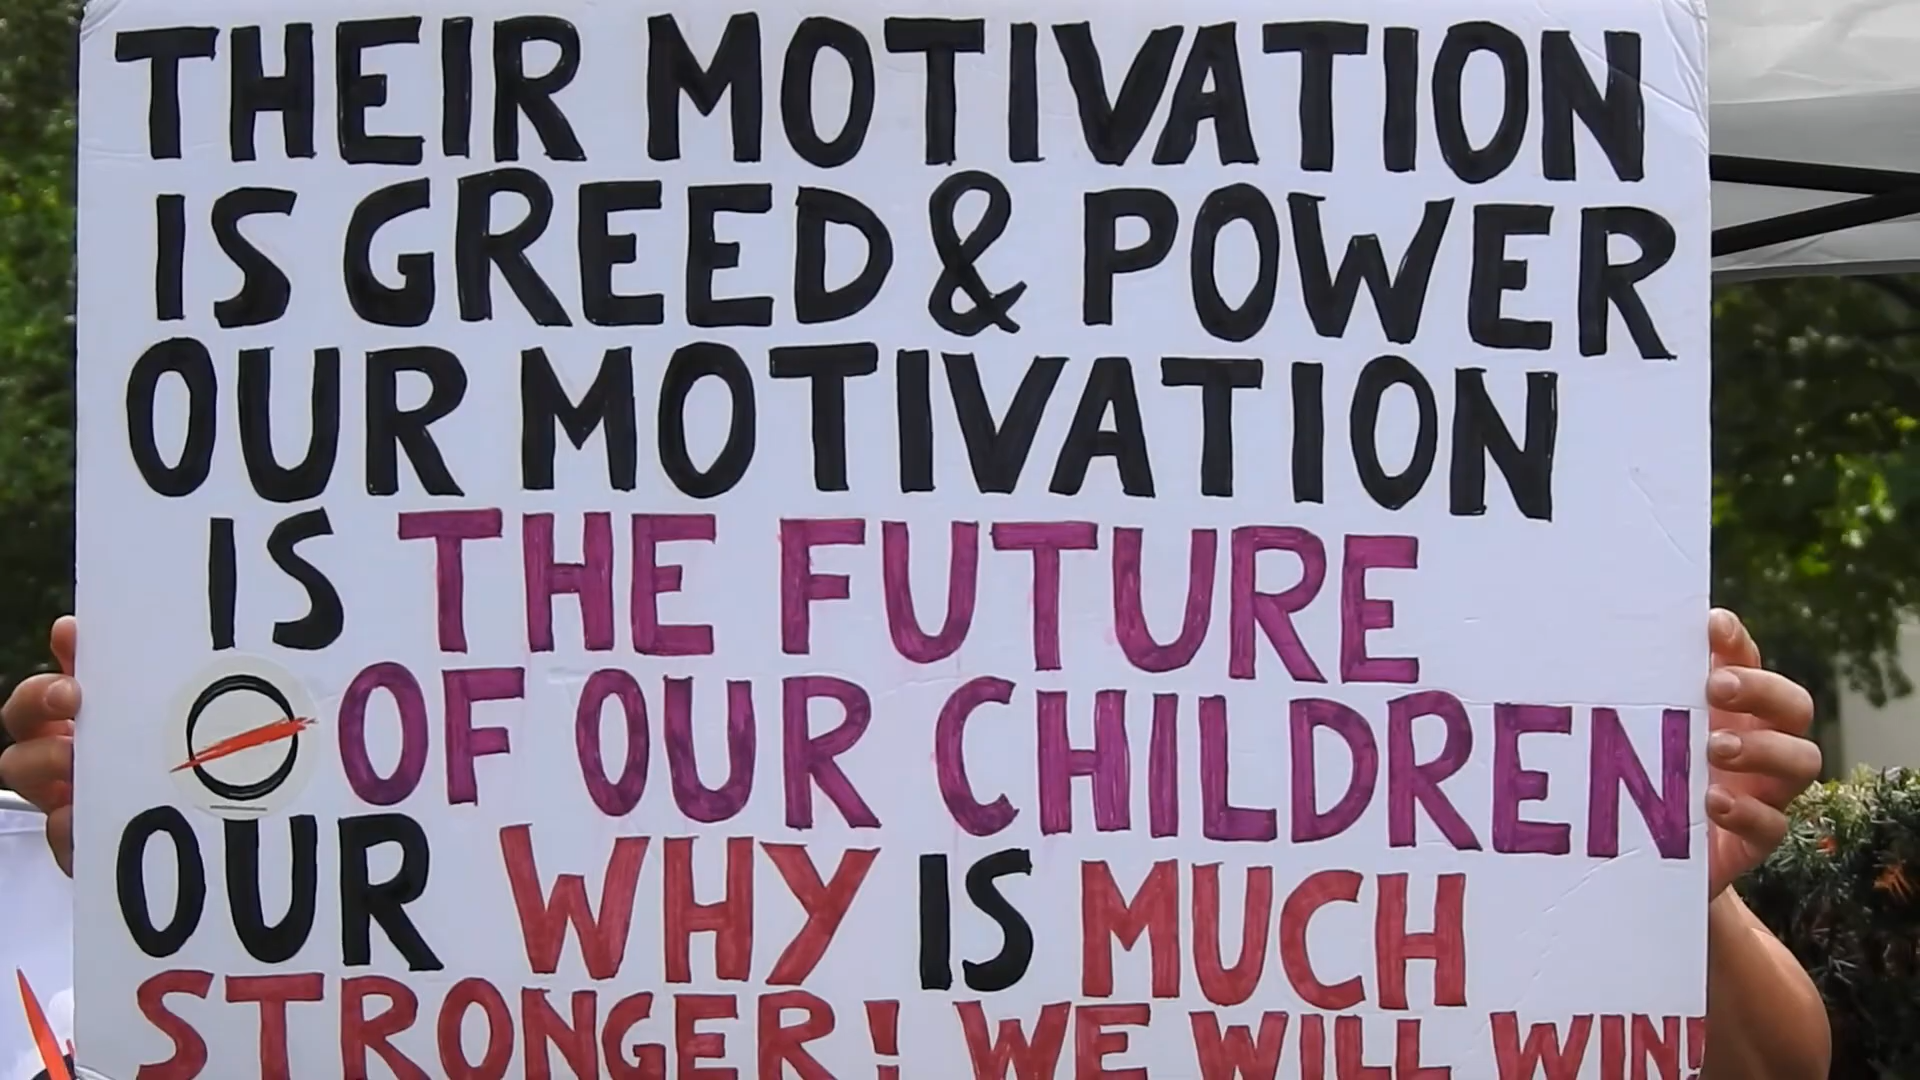 THEIR MOTIVATION
IS GREED & POWER
OUR MOTIVATION
IS THE FUTURE
OF OUR CHILDREN
OUR WHY IS MUCH
STRONGER! WE WILL WIN!